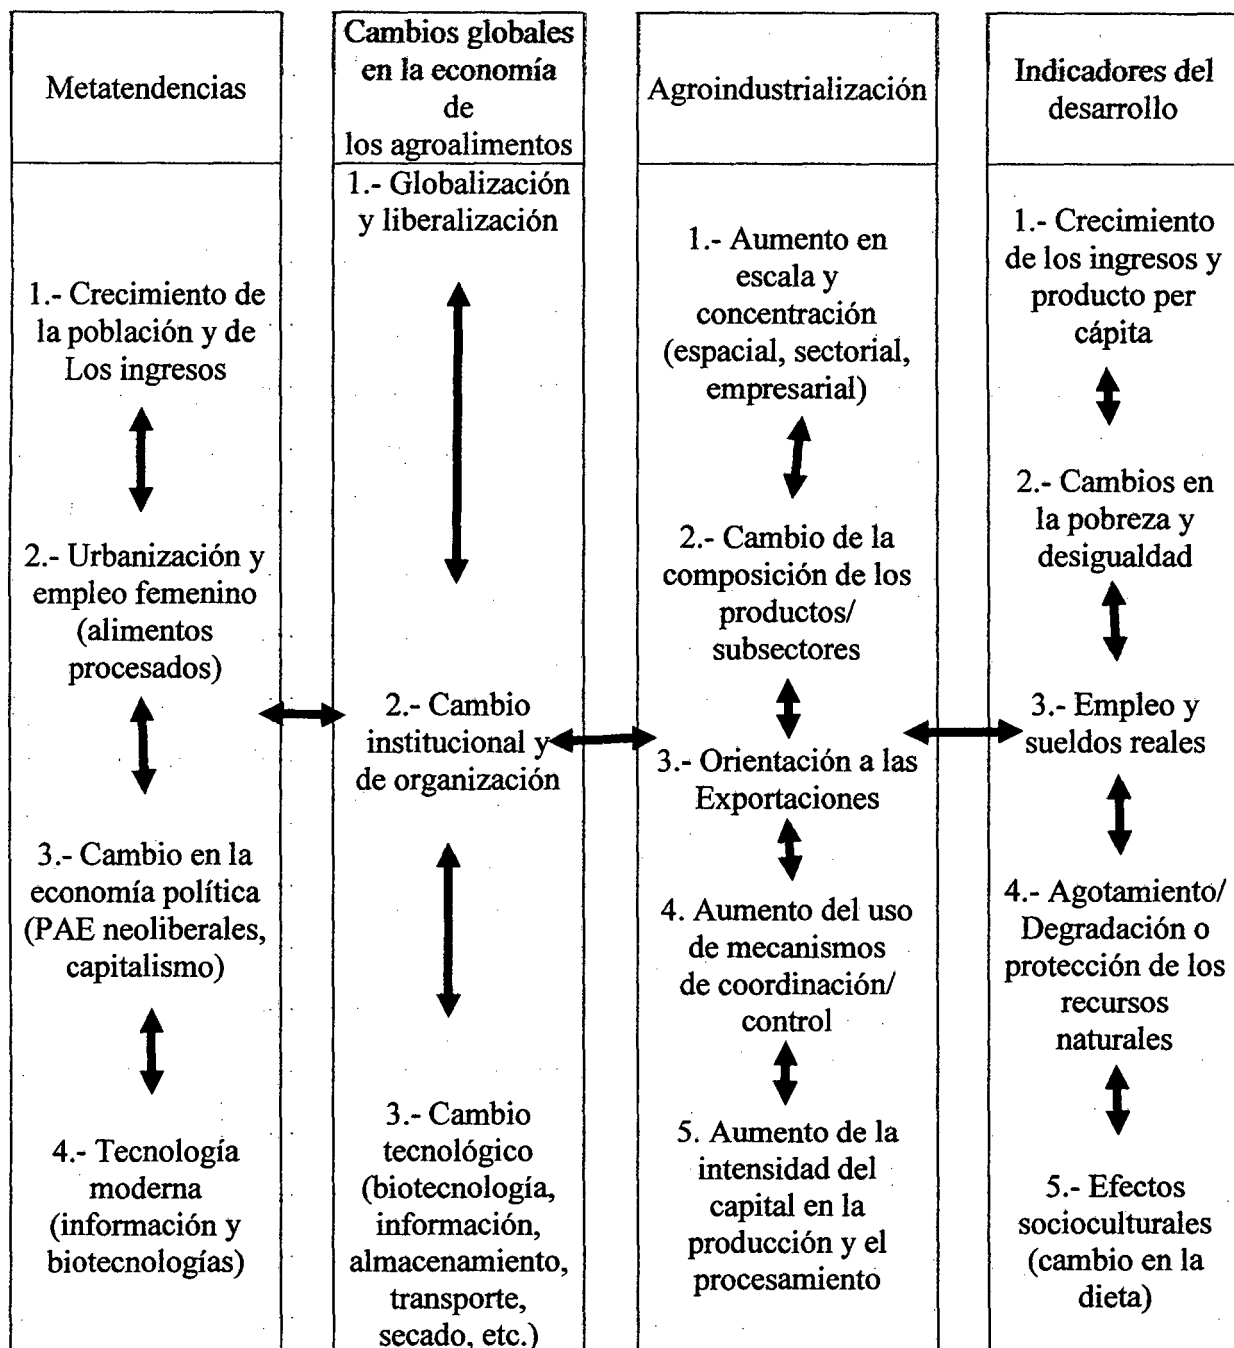 Metatendencias
1.- Crecimiento de
la población y de
Los ingresos
2.- Urbanización y
empleo femenino
(alimentos
procesados)
3.- Cambio en la
economía política
(PAE neoliberales,
capitalismo)
4.- Tecnología
moderna
(información y
biotecnologías)
Cambios globales
en la economía
de
los agroalimentos
1.- Globalización
y liberalización
2.- Cambio
institucional y
de organización
3.- Cambio
tecnológico
(biotecnología,
información,
almacenamiento,
transporte,
secado, etc.)
Agroindustrialización
1.- Aumento en
escala y
concentración
(espacial, sectorial,
empresarial)
2.- Cambio de la
composición de los
productos/
subsectores
3.- Orientación a las
Exportaciones
4. Aumento del uso
de mecanismos
de coordinación/
control
5. Aumento de la
intensidad del
capital en la
producción y el
procesamiento
Indicadores del
desarrollo
1.- Crecimiento
de los ingresos y
producto per
cápita
2.- Cambios en
la pobreza y
desigualdad
3.- Empleo y
sueldos reales
4.- Agotamiento/
Degradación o
protección de los
recursos
naturales
5.- Efectos
socioculturales
(cambio en la
dieta)